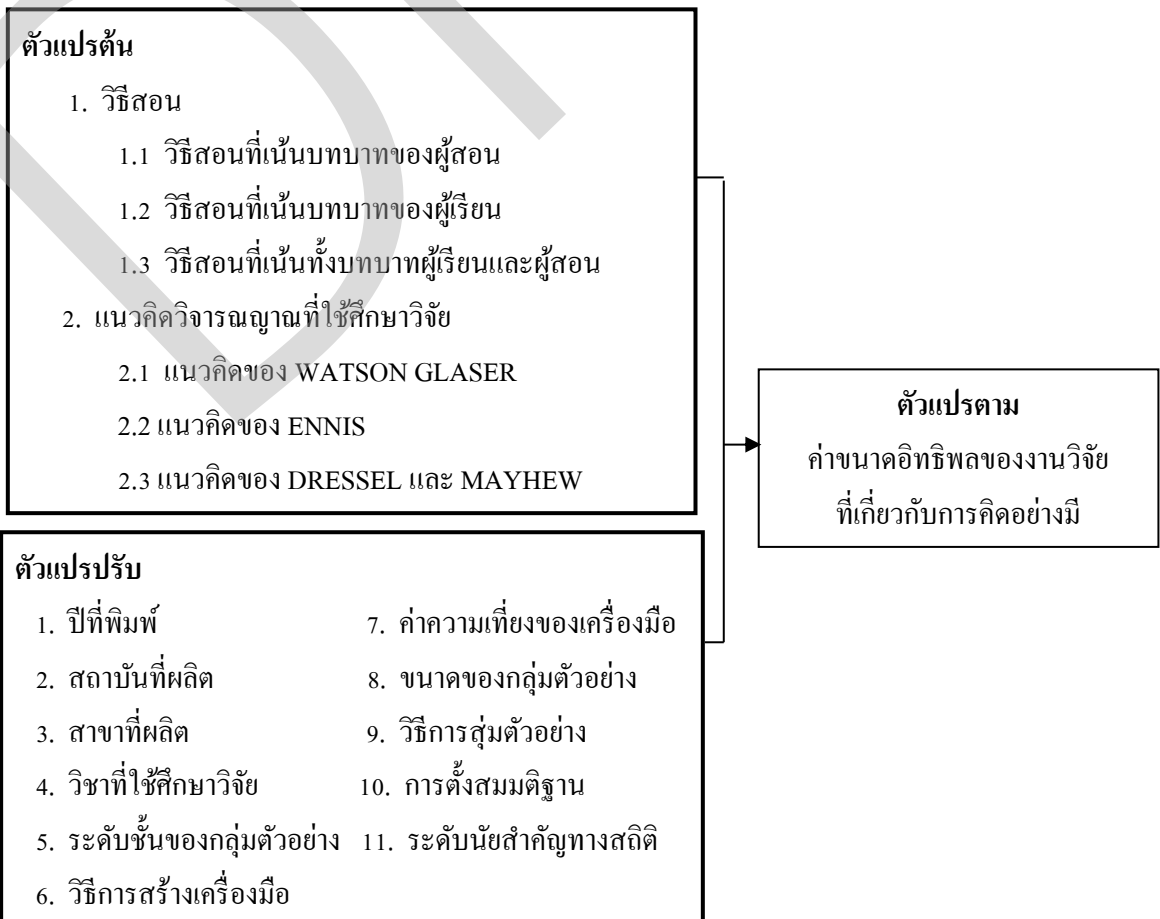 ตัวแปรต้น
1. วิธีสอน
1.1 วิธีสอนที่เน้นบทบาทของผู้สอน
1.2 วิธีสอนที่เน้นบทบาทของผู้เรียน
1.3 วิธีสอนที่เน้นทั้งบทบาทผู้เรียนและผู้สอน
2. แนวคิดวิจารณญาณที่ใช้ศึกษาวิจัย
2.1 แนวคิดของ WATSON GLASER
2.2 แนวคิดของ ENNIS
2.3 แนวคิดของ DRESSEL และ MAYHEW
ตัวแปรตาม
ค่าขนาดอิทธิพลของงานวิจัย
ที่เกี่ยวกับการคิดอย่างมี
ตัวแปรปรับ
1. ปีที่พิมพ์
2. สถาบันที่ผลิต
3. สาขาที่ผลิต
4. วิชาที่ใช้ศึกษาวิจัย
5. ระดับชั้นของกลุ่มตัวอย่าง
6. วิธีการสร้างเครื่องมือ
7. ค่าความเที่ยงของเครื่องมือ
8. ขนาดของกลุ่มตัวอย่าง
9. วิธีการสุ่มตัวอย่าง
10. การตั้งสมมติฐาน
11. ระดับนัยสำคัญทางสถิติ